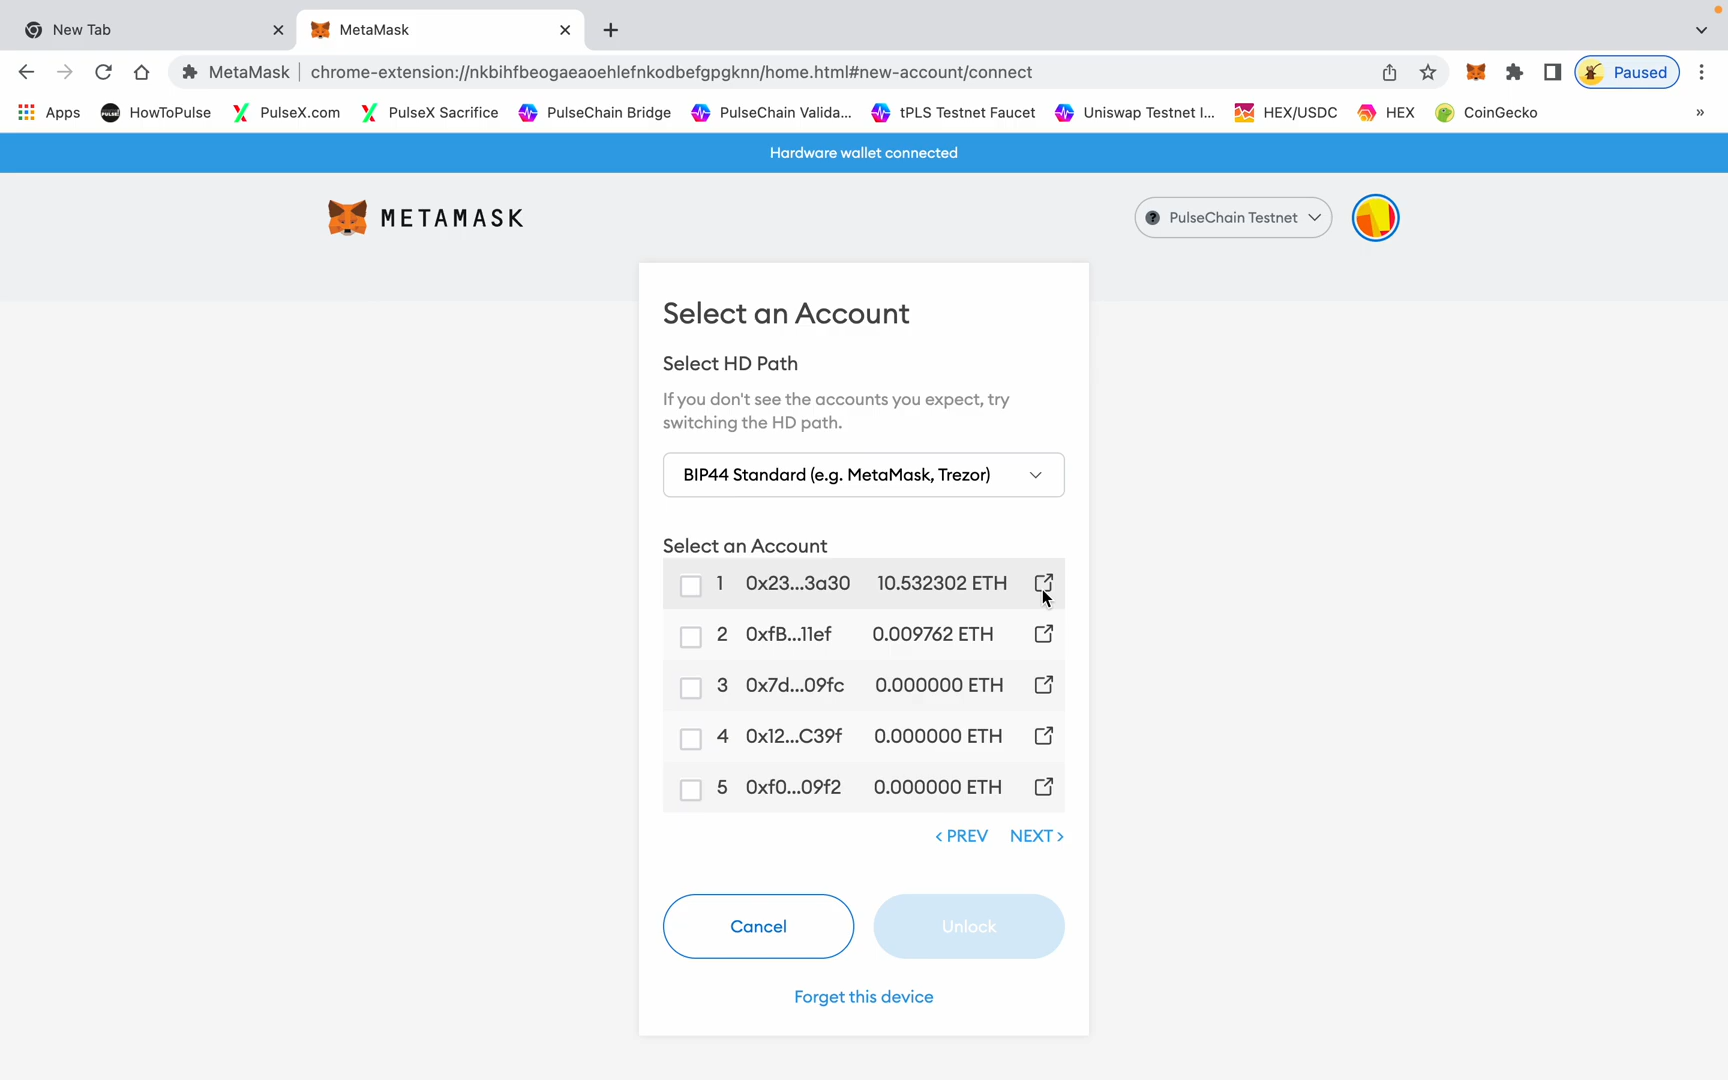 New Tab
MetaMask
MetaMask chrome-extension://nkbihfbeogaeaoehlefnkodbefgpgknn/home.html#new-account/connect Paused
Apps HowToPulse PulseX.com PulseX Sacrifice PulseChain Bridge PulseChain Valida... tPLS Testnet Faucet Uniswap Testnet I... HEX/USDC HEX CoinGecko »
Hardware wallet connected
METAMASK
PulseChain Testnet
Select an Account
Select HD Path
If you don't see the accounts you expect, try
switching the HD path.
BIP44 Standard (e.g. MetaMask, Trezor)
Select an Account
1 0x23...3a30 10.532302 ETH
2 0xfB...11ef 0.009762 ETH
3 0x7d...09fc 0.000000 ETH
4 0x12...C39f 0.000000 ETH
5 0xf0...09f2 0.000000 ETH
< PREV NEXT >
Cancel Unlock
Forget this device